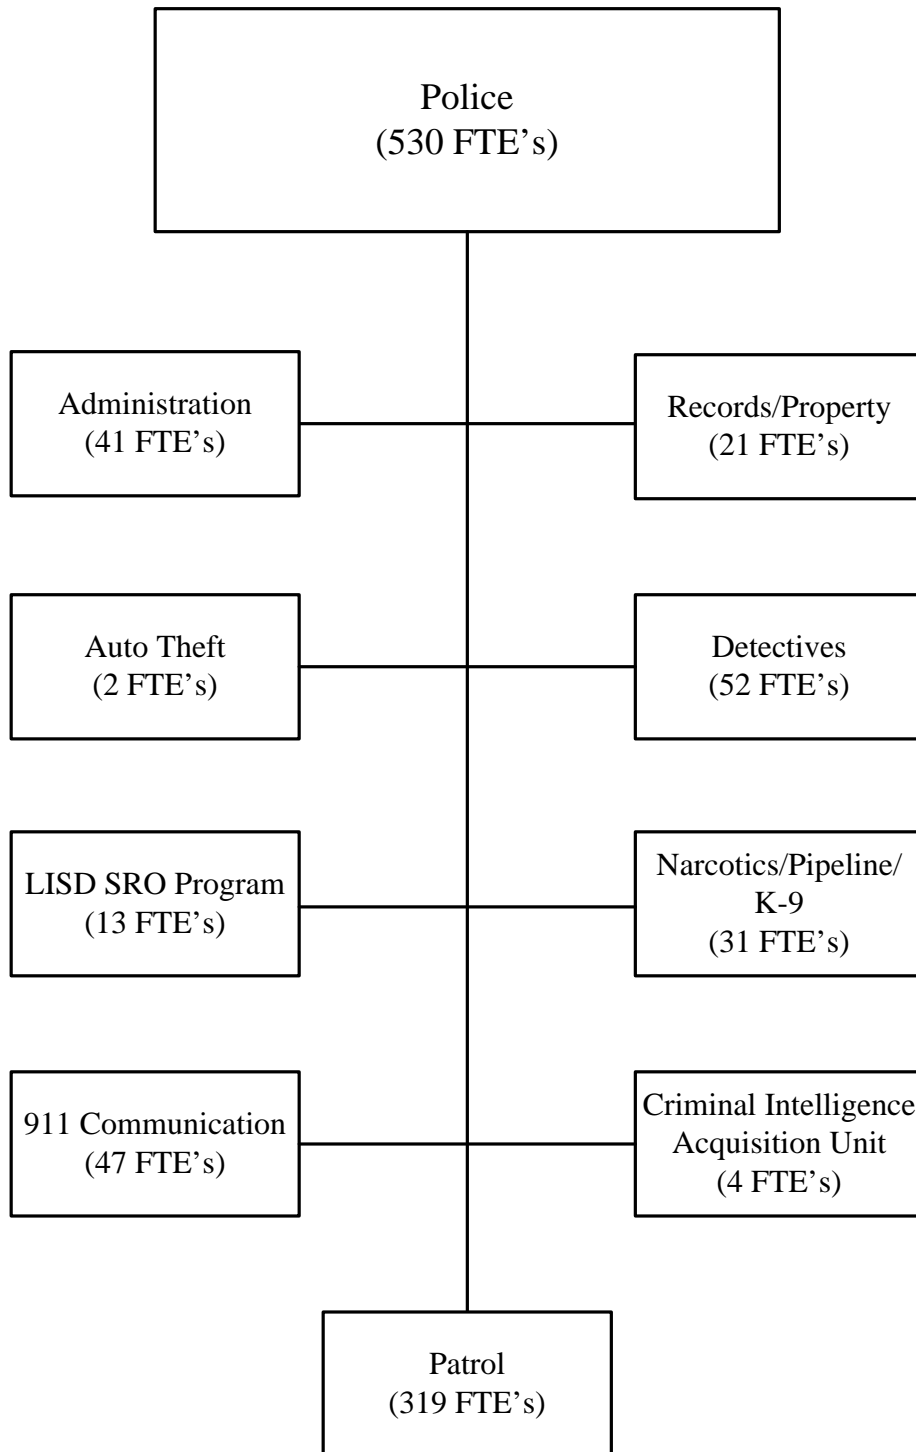 Police
(530 FTE’s)
Administration
(41 FTE’s)
Records/Property
(21 FTE’s)
Auto Theft
(2 FTE’s)
Detectives
(52 FTE’s)
LISD SRO Program
(13 FTE’s)
Narcotics/Pipeline/
K-9
(31 FTE’s)
911 Communication
(47 FTE’s)
Criminal Intelligence
Acquisition Unit
(4 FTE’s)
Patrol
(319 FTE’s)